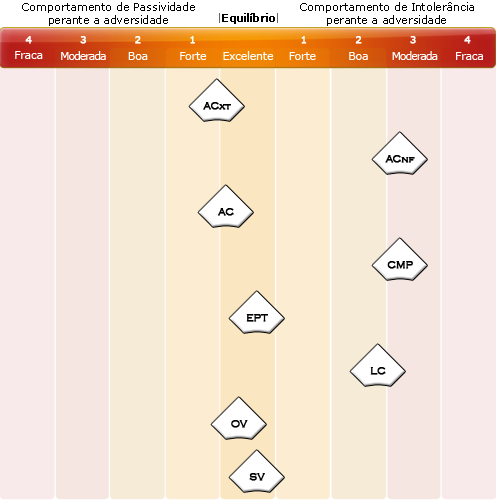 Comportamento de Passividade
perante a adversidade
|Equilíbrio|
Comportamento de Intolerância
perante a adversidade
4 3 2 1 1 2 3 4
Fraca Moderada Boa Forte Excelente Forte Boa Moderada Fraca
ACXT
ACNF
AC
CMP
EPT
LC
OV
SV